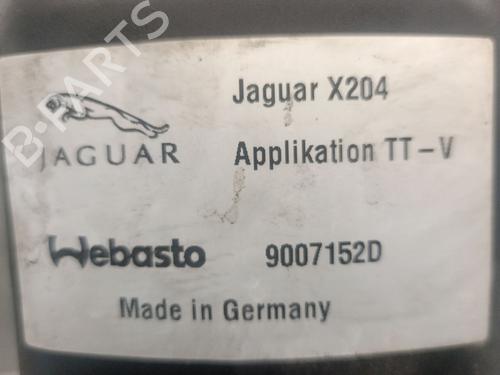 B-PARTS
Jaguar X204
JAGUAR
Applikation TT-V
Webasto
9007152D
Made in Germany